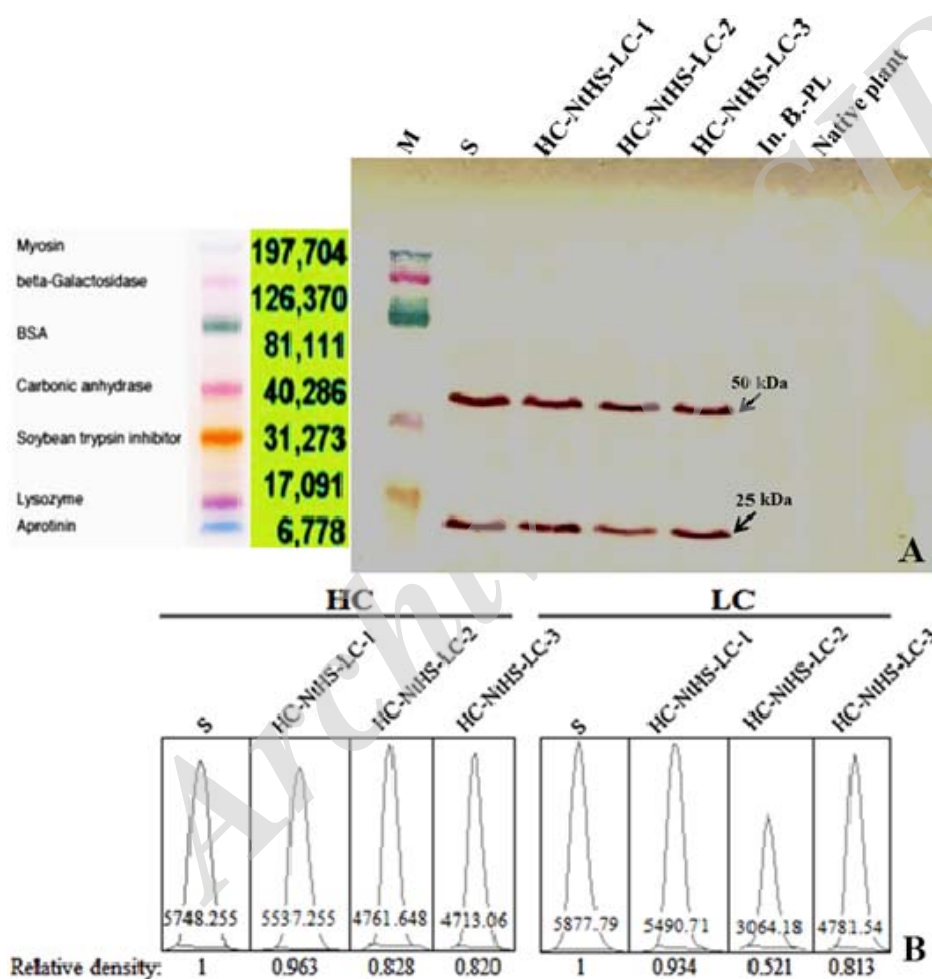 M
S
HC-NtHS-LC-1
HC-NtHS-LC-2
HC-NtHS-LC-3
In. B.-PL
Native plant
Myosin
197,704
beta-Galactosidase
126,370
BSA
81,111
Carbonic anhydrase
40,286
Soybean trypsin inhibitor
31,273
Lysozyme
17,091
Aprotinin
6,778
50 kDa
25 kDa
A
HC
LC
S
HC-NtHS-LC-1
HC-NtHS-LC-2
HC-NtHS-LC-3
S
HC-NtHS-LC-1
HC-NtHS-LC-2
HC-NtHS-LC-3
5748.255 5537.255 4761.648 4713.06 5877.79 5490.71 3064.18 4781.54
B
Relative density: 1 0.963 0.828 0.820 1 0.934 0.521 0.813